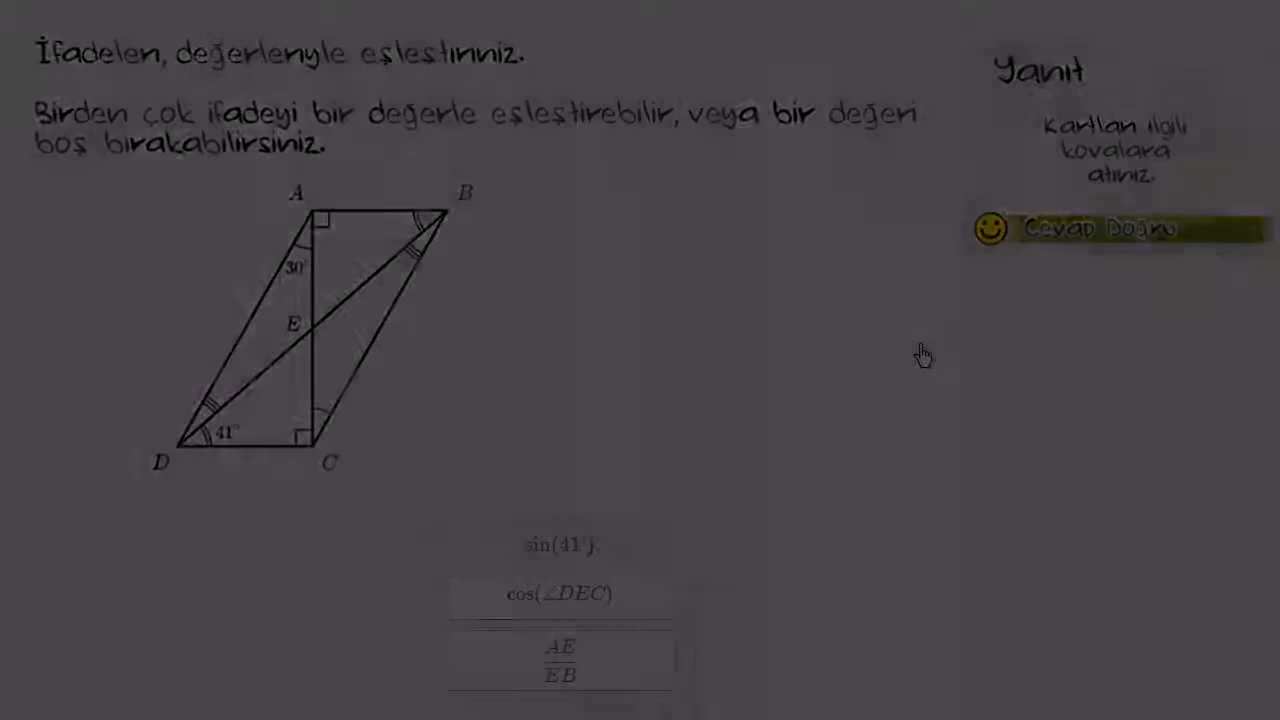 İfadeleri, değerleriyle eşleştiriniz.
Birden çok ifadeyi bir değerle eşleştirebilir, veya bir değeri
boş bırakabilirsiniz.
Yanıt
Kartları ilgili
kovalara
atınız.
Cevap Doğru
A
B
30°
E
41°
D
C
sin(41°)
cos(∠DEC)
AE
EB